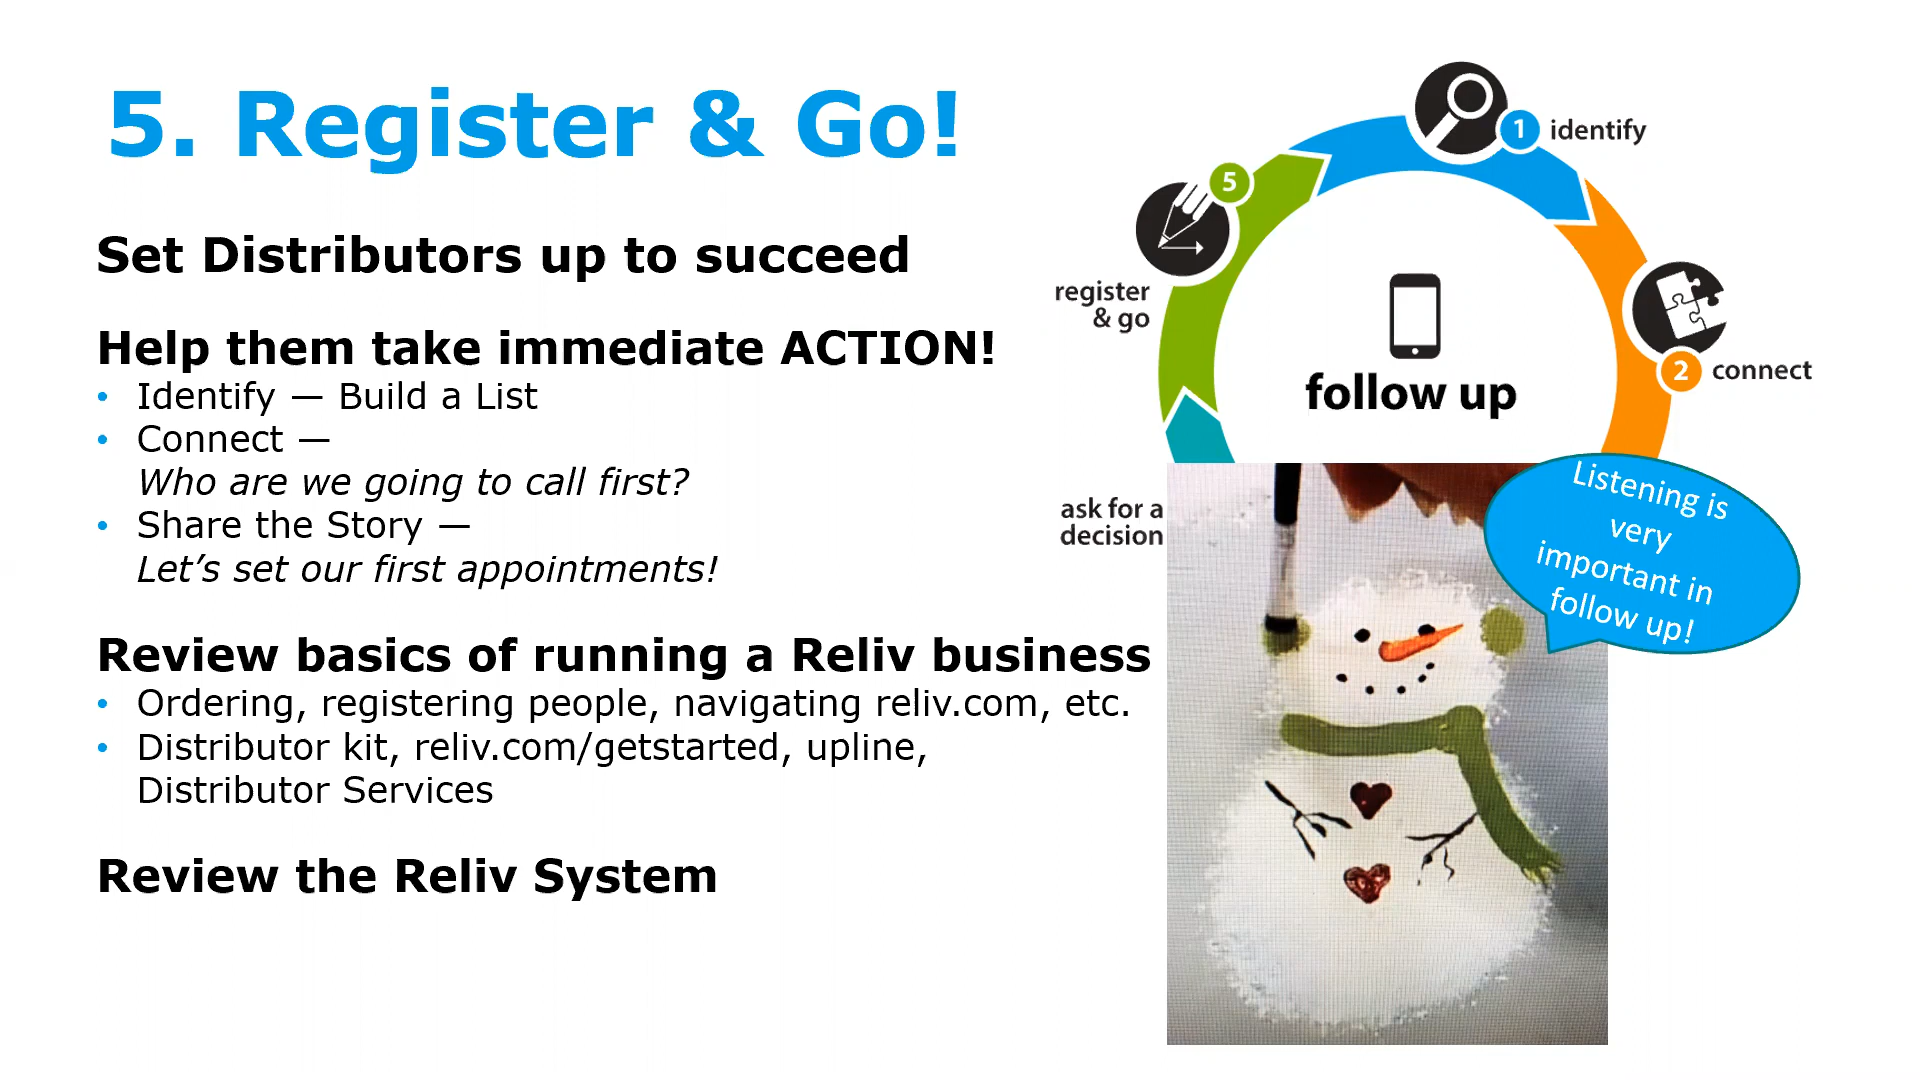 5. Register & Go!
Set Distributors up to succeed
Help them take immediate ACTION!
• Identify — Build a List
• Connect —
Who are we going to call first?
• Share the Story —
Let’s set our first appointments!
Review basics of running a Reliv business
• Ordering, registering people, navigating reliv.com, etc.
• Distributor kit, reliv.com/getstarted, upline,
Distributor Services
Review the Reliv System
1 identify
5
register
& go
2 connect
follow up
ask for a
decision
Listening is
very
important in
follow up!